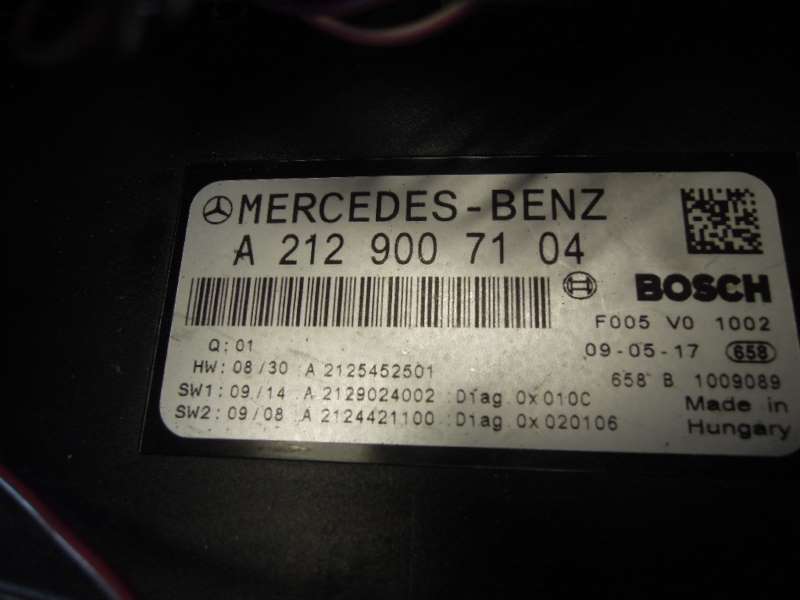 MERCEDES-BENZ
A 212 900 71 04
BOSCH
F005 V0 1002
Q: 01
09-05-17 658
HW: 08/30 A 2125452501
658 B 1009089
SW1: 09/14 A 2129024002 :Diag 0x010C
Made in
SW2: 09/08 A 2124421100 :Diag 0x020106
Hungary